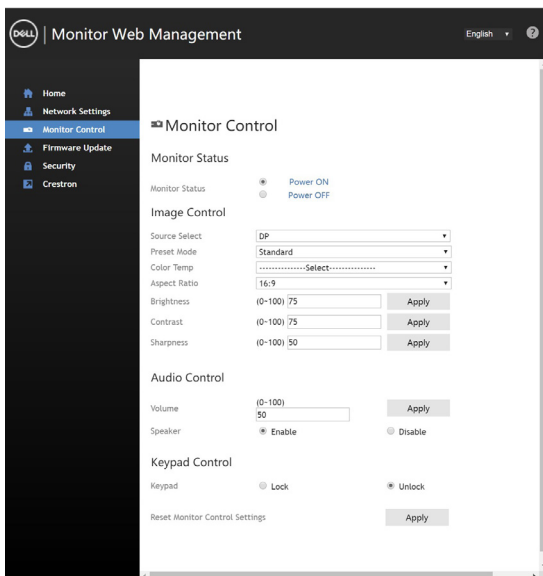 DELL | Monitor Web Management
English
?
Home
Network Settings
Monitor Control
Firmware Update
Security
Crestron
Monitor Control
Monitor Status
Monitor Status Power ON
Power OFF
Image Control
Source Select DP
Preset Mode Standard
Color Temp ---------------Select---------------
Aspect Ratio 16:9
Brightness (0~100) 75 Apply
Contrast (0~100) 75 Apply
Sharpness (0~100) 50 Apply
Audio Control
(0~100)
Volume 50 Apply
Speaker Enable Disable
Keypad Control
Keypad Lock Unlock
Reset Monitor Control Settings Apply